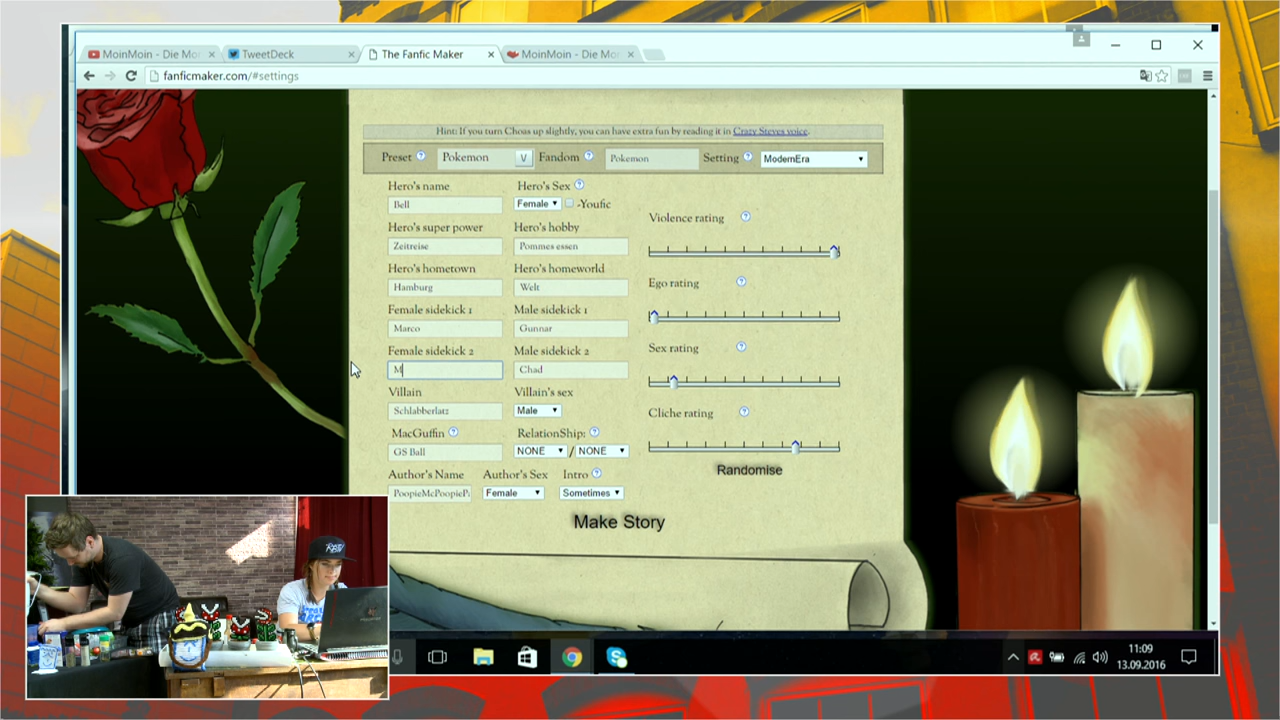 MoinMoin - Die Mo
TweetDeck
The Fanfic Maker
MoinMoin - Die Mo
fanficmaker.com/#settings
Hint: If you turn Choas up slightly, you can have extra fun by reading it in Crazy Steves voice.
Preset ? Pokemon V Fandom ? Pokemon Setting ? ModernEra
Hero's name Hero's Sex ?
Bell Female -Youfic
Violence rating ?
Hero's super power Hero's hobby
Zeitreise Pommes essen
Hero's hometown Hero's homeworld
Ego rating ?
Hamburg Welt
Female sidekick 1 Male sidekick 1
Marco Gunnar
Sex rating ?
Female sidekick 2 Male sidekick 2
M Chad
Villain Villain's sex
Schlabberlatz Male
Cliche rating ?
MacGuffin ? RelationShip: ?
GS Ball NONE / NONE
Randomise
Author's Name Author's Sex Intro ?
PoopieMcPoopieP Female Sometimes
Make Story
11:09
13.09.2016